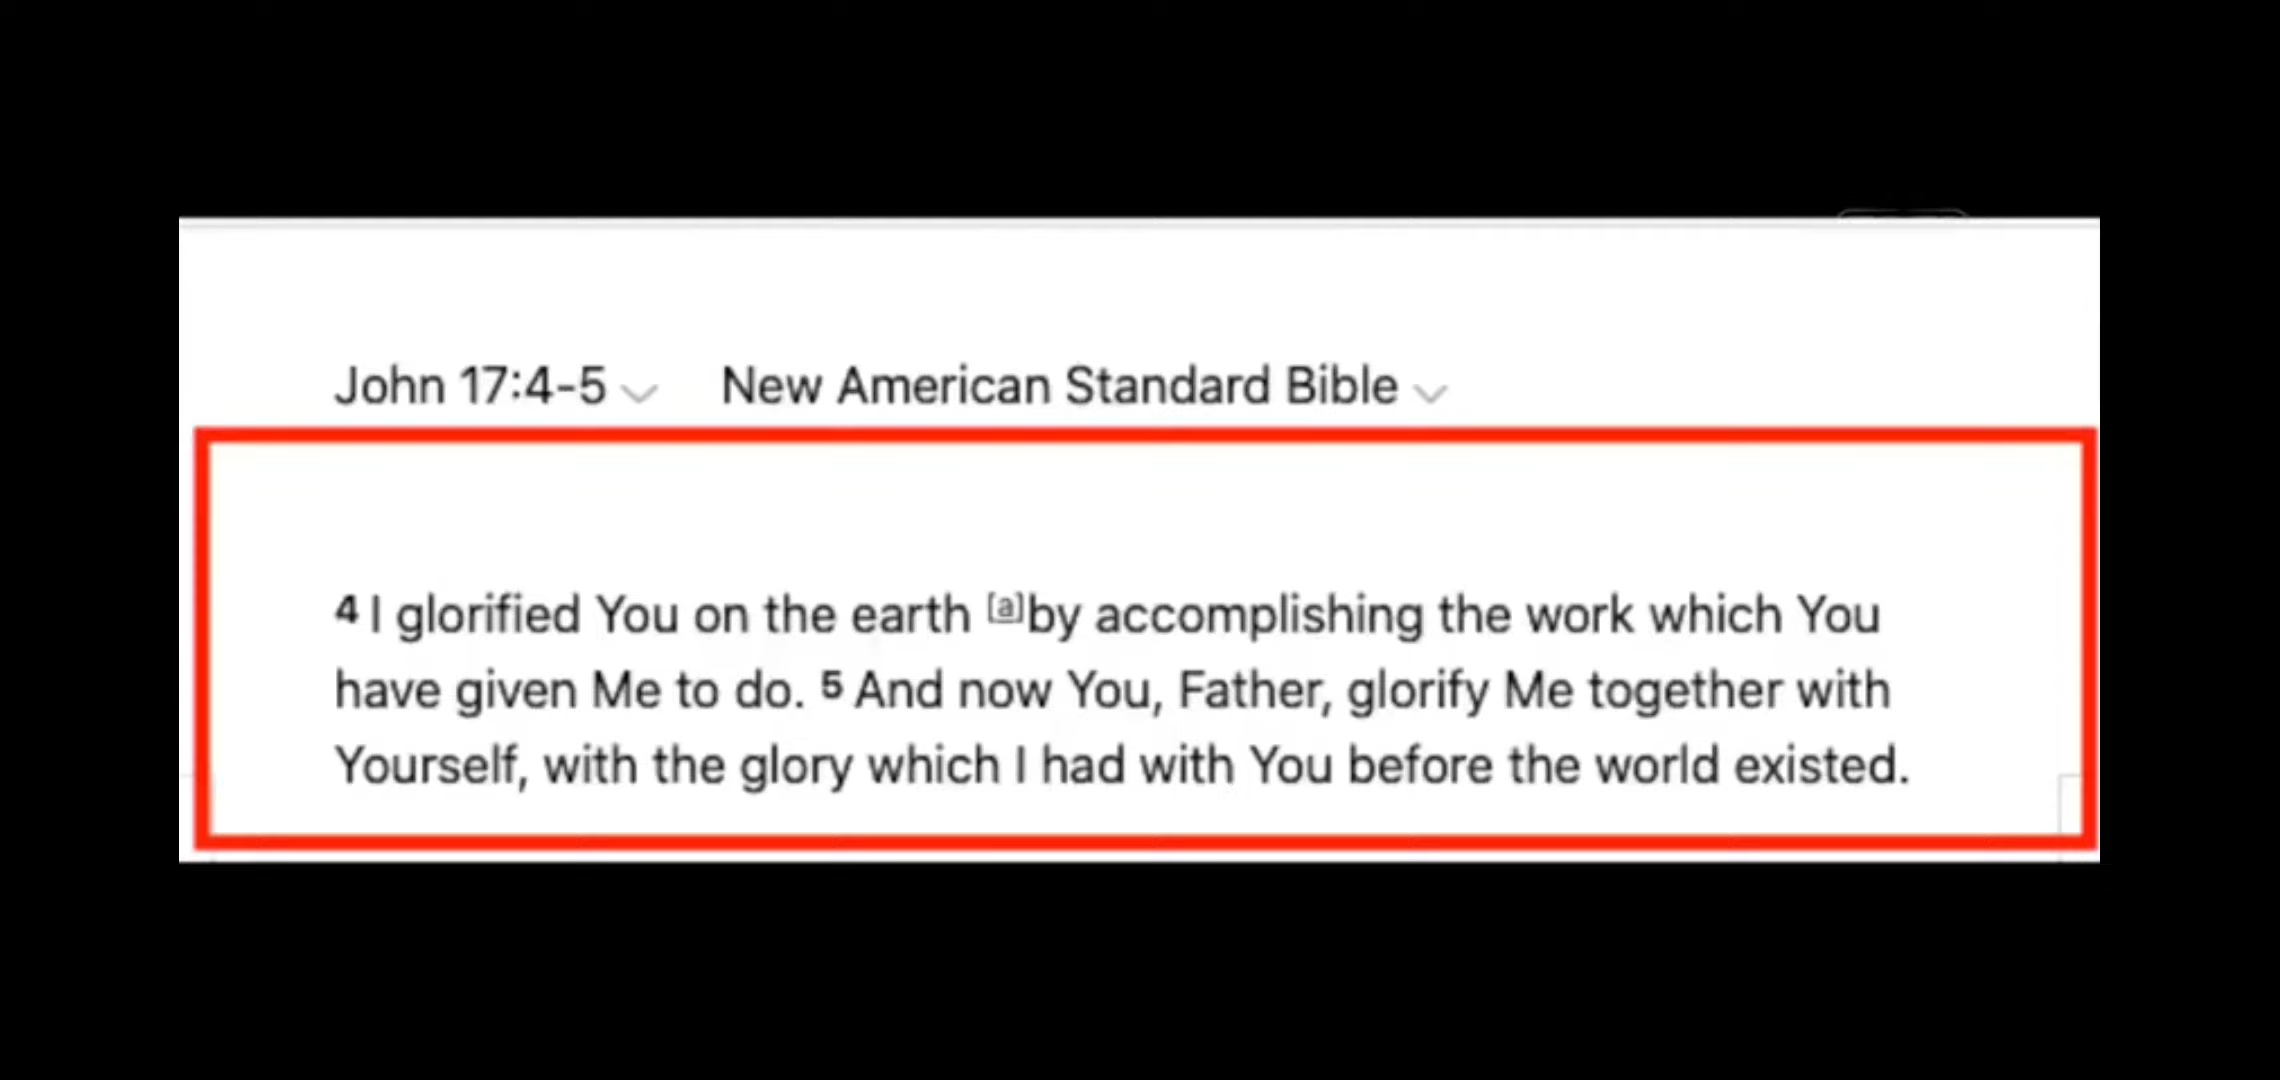 John 17:4-5 New American Standard Bible
4 I glorified You on the earth [a]by accomplishing the work which You
have given Me to do. 5 And now You, Father, glorify Me together with
Yourself, with the glory which I had with You before the world existed.